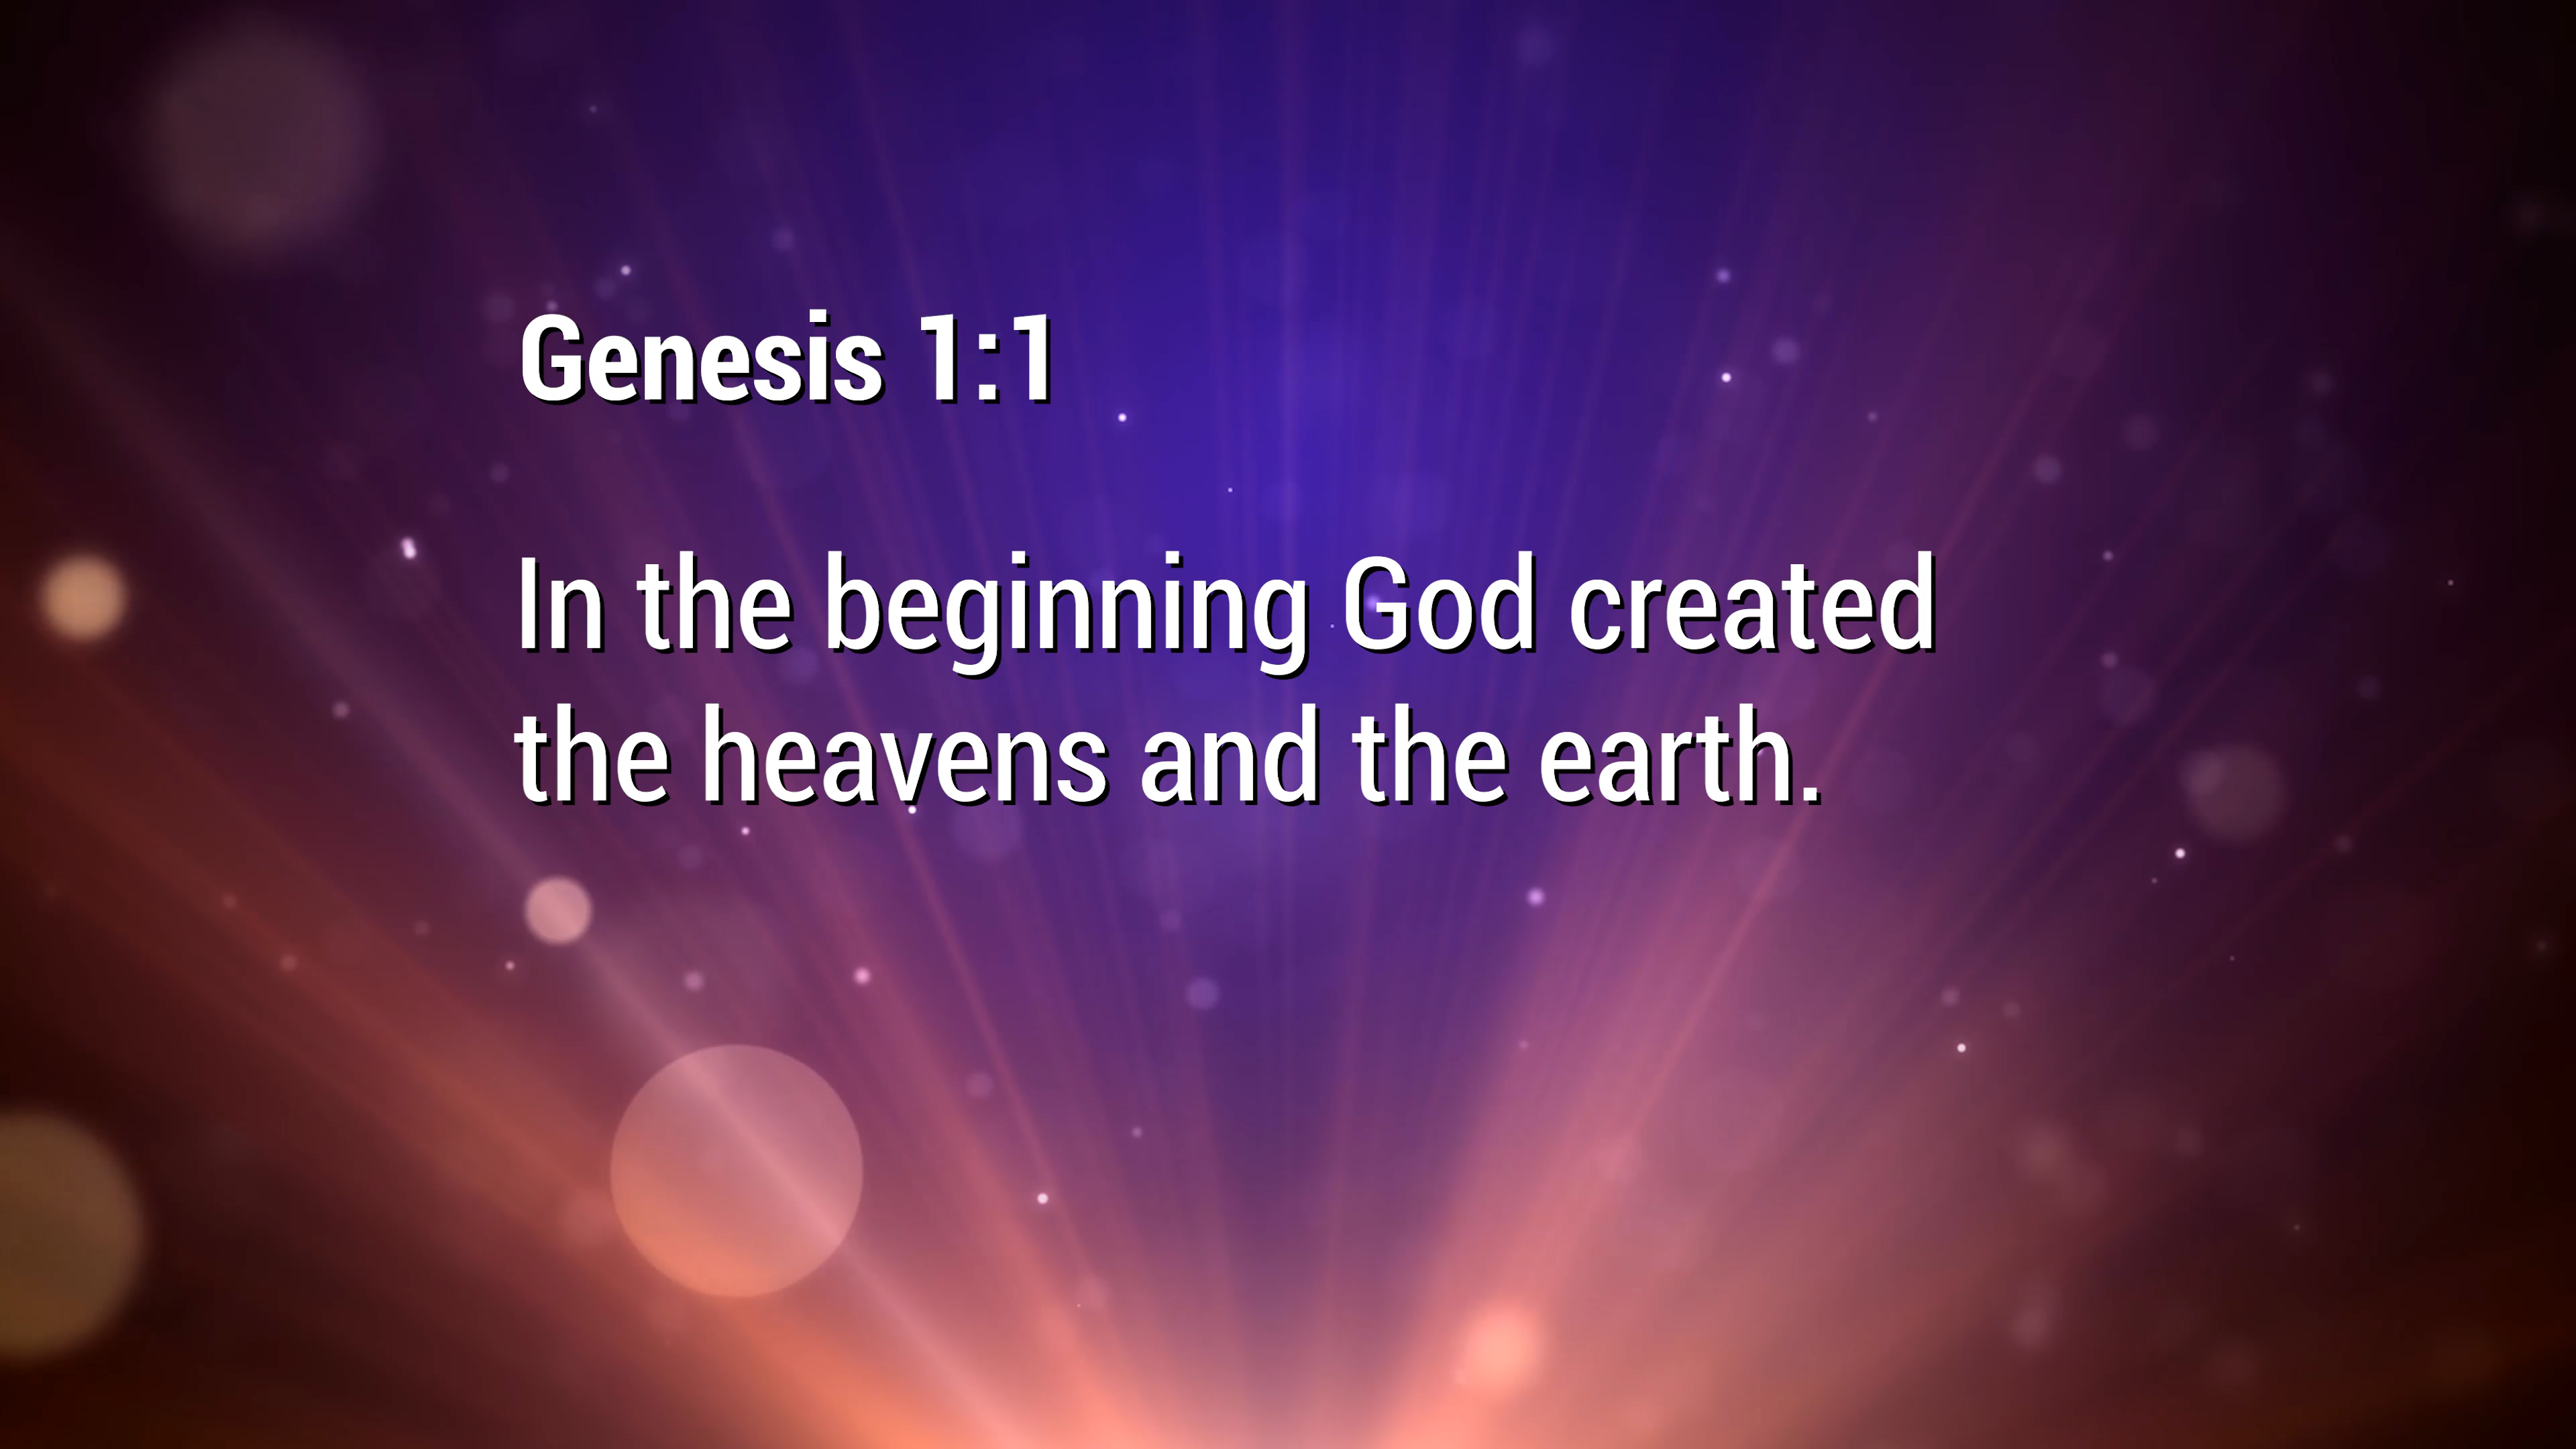 Genesis 1:1
In the beginning God created
the heavens and the earth.